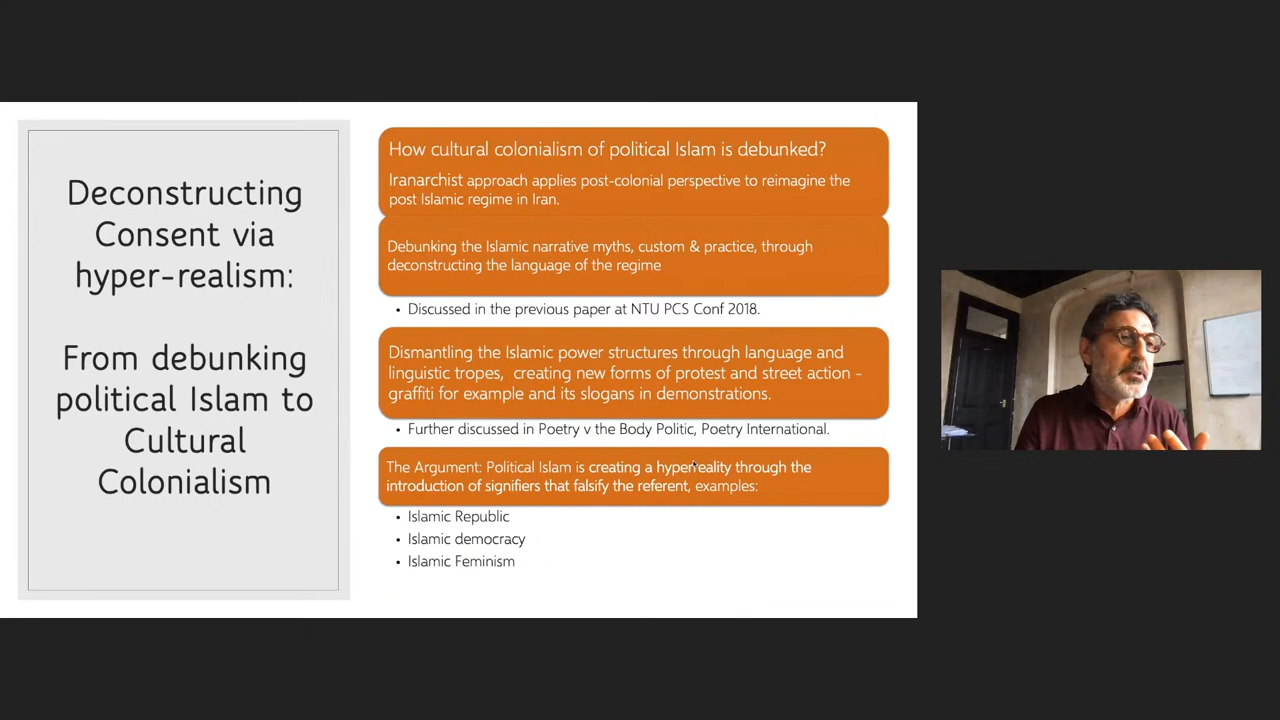 Deconstructing
Consent via
hyper-realism:
From debunking
political Islam to
Cultural
Colonialism
How cultural colonialism of political Islam is debunked?
Iranarchist approach applies post-colonial perspective to reimagine the
post Islamic regime in Iran.
Debunking the Islamic narrative myths, custom & practice, through
deconstructing the language of the regime
• Discussed in the previous paper at NTU PCS Conf 2018.
Dismantling the Islamic power structures through language and
linguistic tropes, creating new forms of protest and street action -
graffiti for example and its slogans in demonstrations.
• Further discussed in Poetry v the Body Politic, Poetry International.
The Argument: Political Islam is creating a hyperreality through the
introduction of signifiers that falsify the referent, examples:
• Islamic Republic
• Islamic democracy
• Islamic Feminism